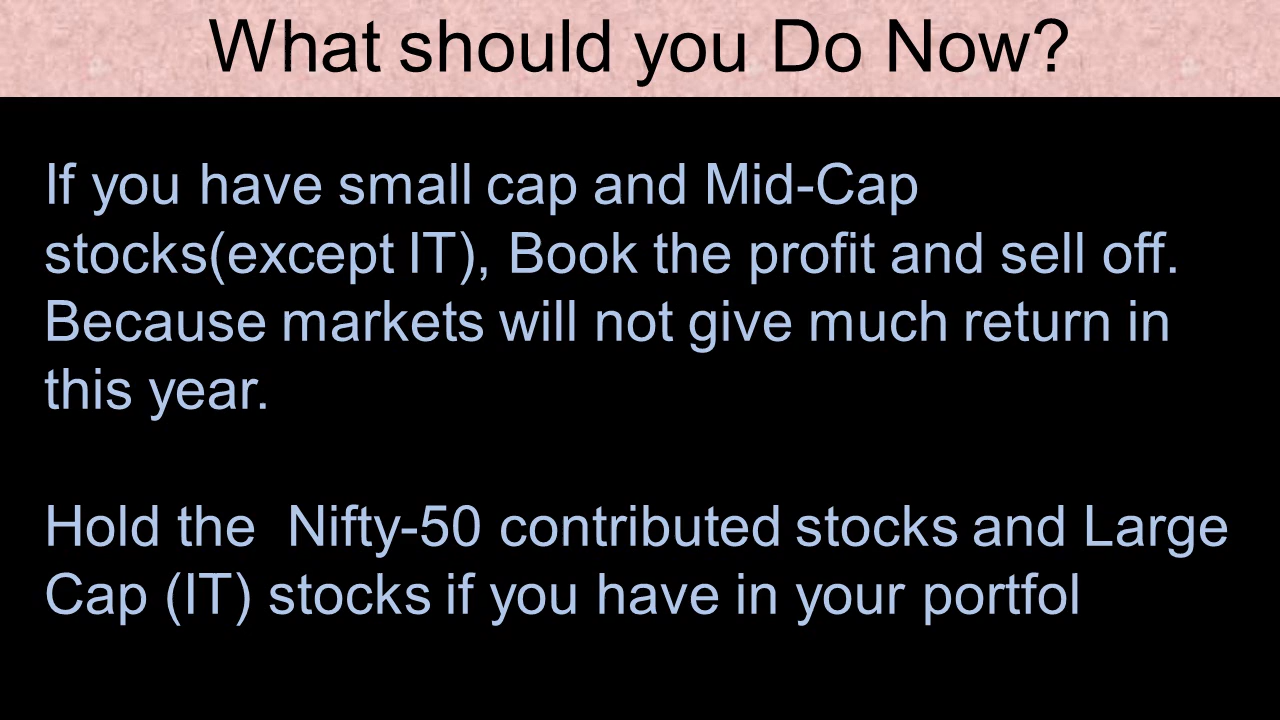 What should you Do Now?
If you have small cap and Mid-Cap
stocks(except IT), Book the profit and sell off.
Because markets will not give much return in
this year.
Hold the  Nifty-50 contributed stocks and Large
Cap (IT) stocks if you have in your portfol